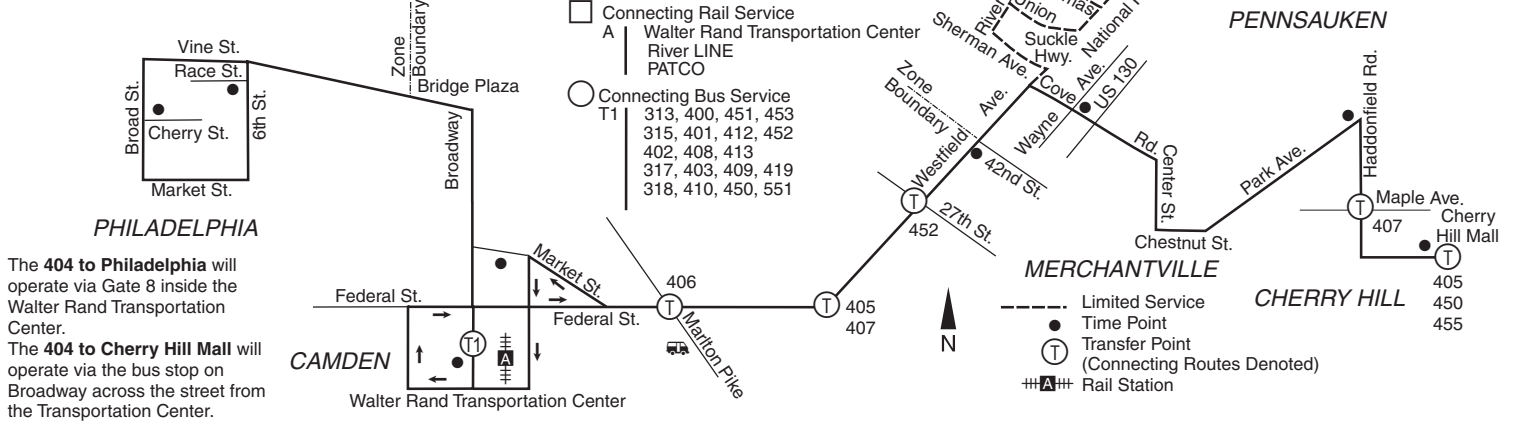 Connecting Rail Service
A Walter Rand Transportation Center
River LINE
PATCO
Connecting Bus Service
T1 313, 400, 451, 453
315, 401, 412, 452
402, 408, 413
317, 403, 409, 419
318, 410, 450, 551
Zone
Boundary
Bridge Plaza
Vine St.
Race St.
Broad St.
Cherry St.
6th St.
Market St.
Broadway
PHILADELPHIA
The 404 to Philadelphia will
operate via Gate 8 inside the
Walter Rand Transportation
Center.
The 404 to Cherry Hill Mall will
operate via the bus stop on
Broadway across the street from
the Transportation Center.
Federal St.
CAMDEN
T1
A
Walter Rand Transportation Center
Market St.
Federal St.
406
T
Marlton Pike
T
405
407
N
Zone
Boundary
Westfield
Ave.
42nd St.
T
452
27th St.
River
Union
Sherman Ave.
Suckle
Hwy.
National
Cove
Rd.
Wayne
Ave.
US 130
Center St.
Chestnut St.
Park Ave.
Haddonfield Rd.
PENNSAUKEN
T
Maple Ave.
407
Cherry
Hill Mall
T
405
450
455
MERCHANTVILLE
CHERRY HILL
Limited Service
Time Point
T Transfer Point
(Connecting Routes Denoted)
A Rail Station